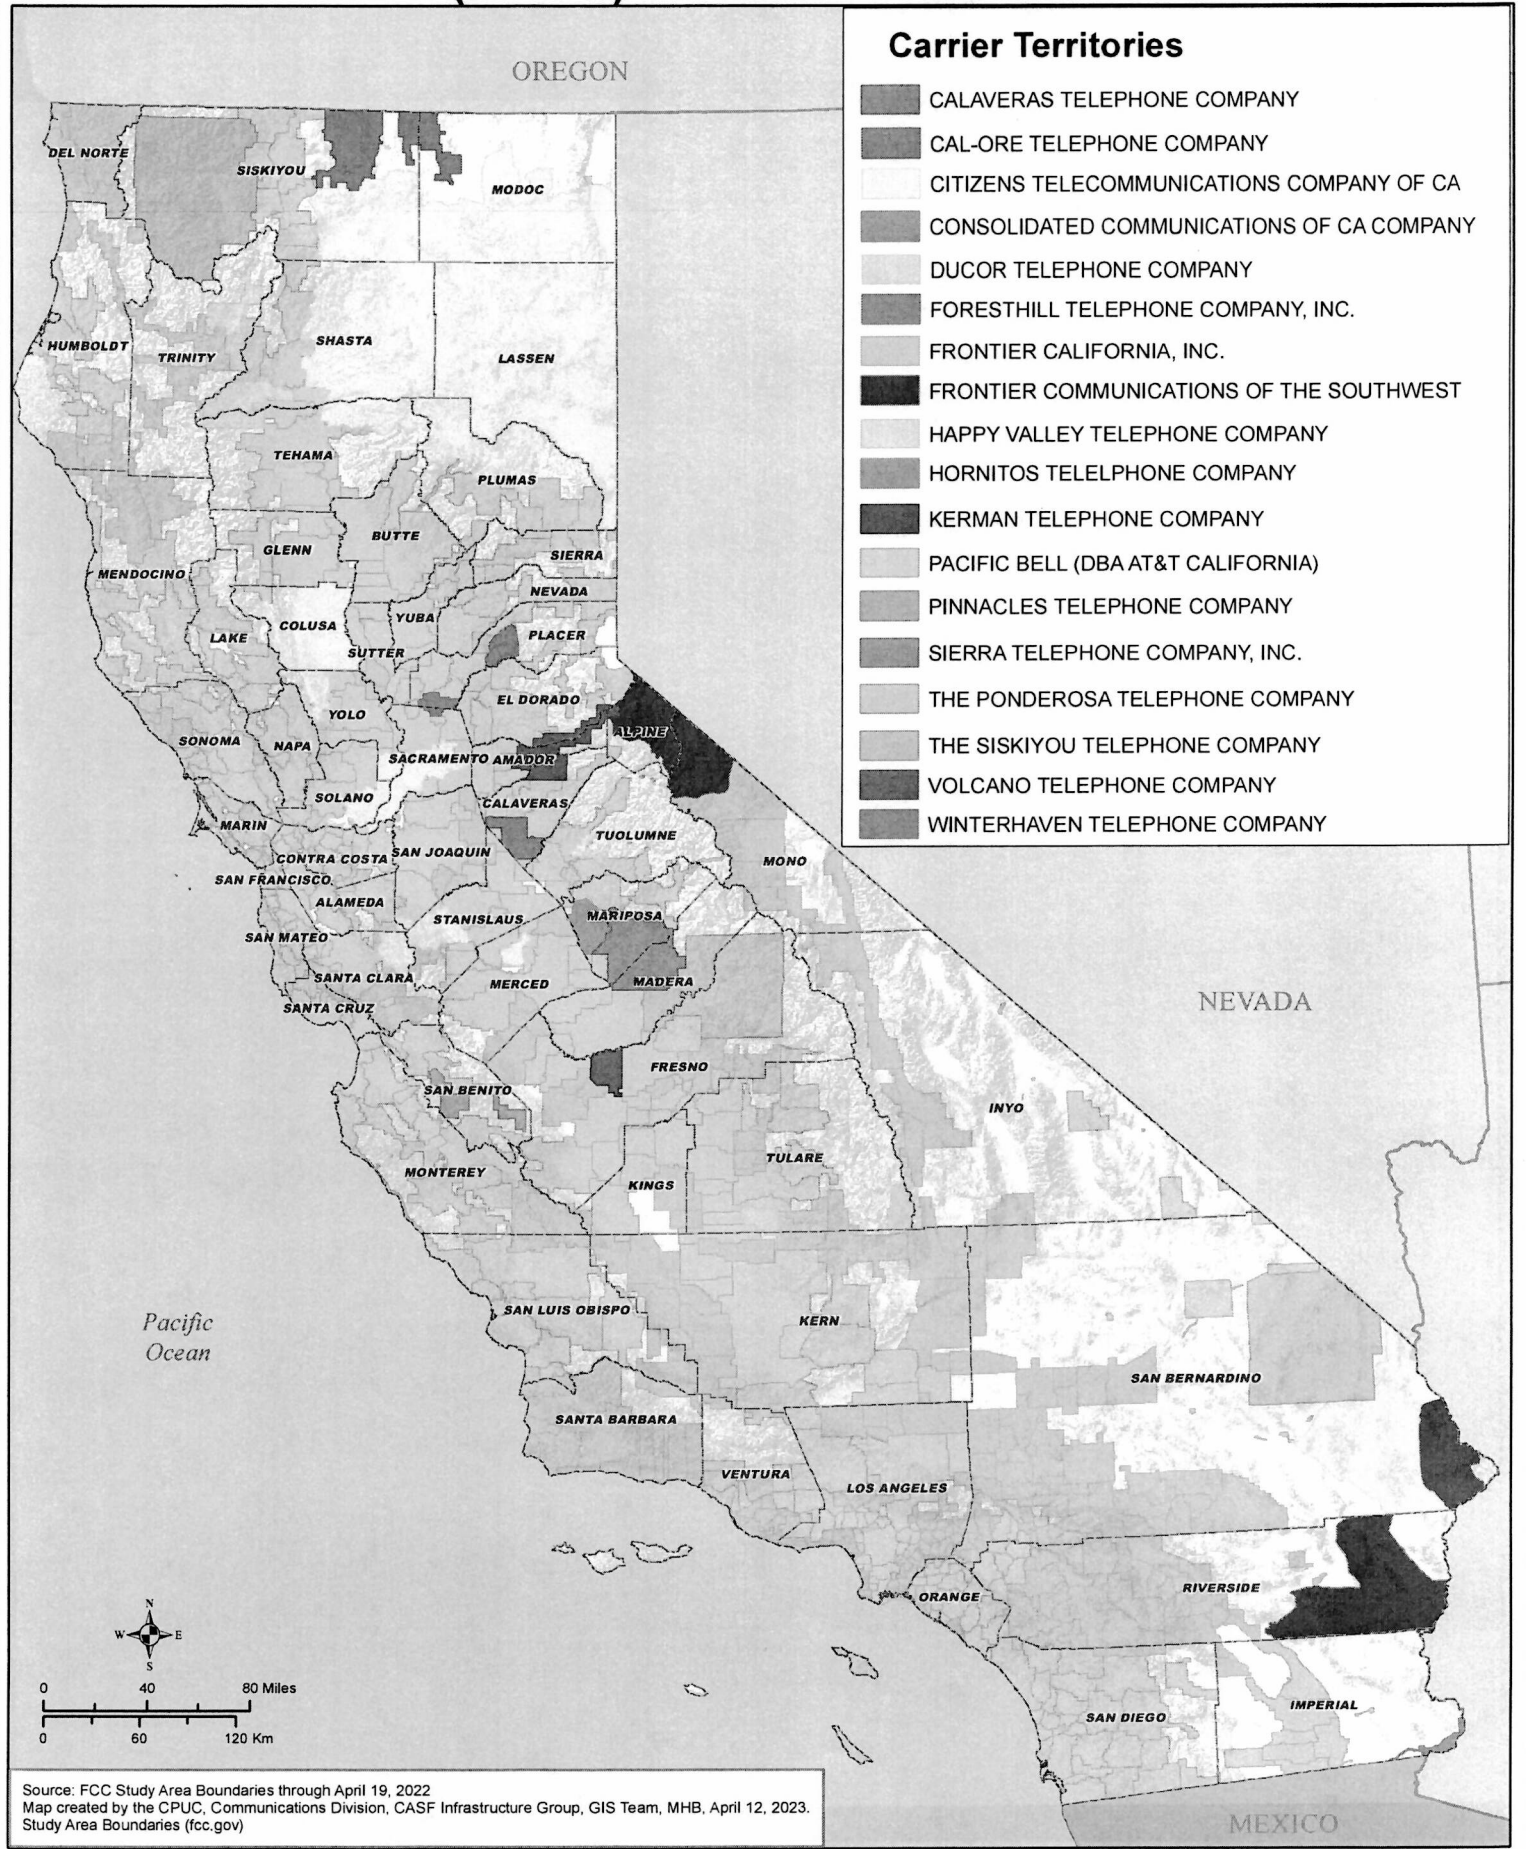 OREGON
Carrier Territories
CALAVERAS TELEPHONE COMPANY
CAL-ORE TELEPHONE COMPANY
CITIZENS TELECOMMUNICATIONS COMPANY OF CA
CONSOLIDATED COMMUNICATIONS OF CA COMPANY
DUCOR TELEPHONE COMPANY
FORESTHILL TELEPHONE COMPANY, INC.
FRONTIER CALIFORNIA, INC.
FRONTIER COMMUNICATIONS OF THE SOUTHWEST
HAPPY VALLEY TELEPHONE COMPANY
HORNITOS TELELPHONE COMPANY
KERMAN TELEPHONE COMPANY
PACIFIC BELL (DBA AT&T CALIFORNIA)
PINNACLES TELEPHONE COMPANY
SIERRA TELEPHONE COMPANY, INC.
THE PONDEROSA TELEPHONE COMPANY
THE SISKIYOU TELEPHONE COMPANY
VOLCANO TELEPHONE COMPANY
WINTERHAVEN TELEPHONE COMPANY
DEL NORTE
SISKIYOU
MODOC
HUMBOLDT
TRINITY
SHASTA
LASSEN
TEHAMA
PLUMAS
BUTTE
GLENN
SIERRA
MENDOCINO
NEVADA
YUBA
COLUSA
LAKE
PLACER
SUTTER
EL DORADO
YOLO
ALPINE
SONOMA
NAPA
SACRAMENTO
AMADOR
SOLANO
CALAVERAS
MARIN
TUOLUMNE
SAN JOAQUIN
CONTRA COSTA
MONO
SAN FRANCISCO
ALAMEDA
MARIPOSA
STANISLAUS
SAN MATEO
SANTA CLARA
MERCED
MADERA
SANTA CRUZ
NEVADA
FRESNO
SAN BENITO
INYO
TULARE
MONTEREY
KINGS
SAN LUIS OBISPO
KERN
Pacific
Ocean
SAN BERNARDINO
SANTA BARBARA
VENTURA
LOS ANGELES
RIVERSIDE
ORANGE
N
W
E
S
IMPERIAL
SAN DIEGO
0 40 80 Miles
0 60 120 Km
Source: FCC Study Area Boundaries through April 19, 2022
Map created by the CPUC, Communications Division, CASF Infrastructure Group, GIS Team, MHB, April 12, 2023.
Study Area Boundaries (fcc.gov)
MEXICO